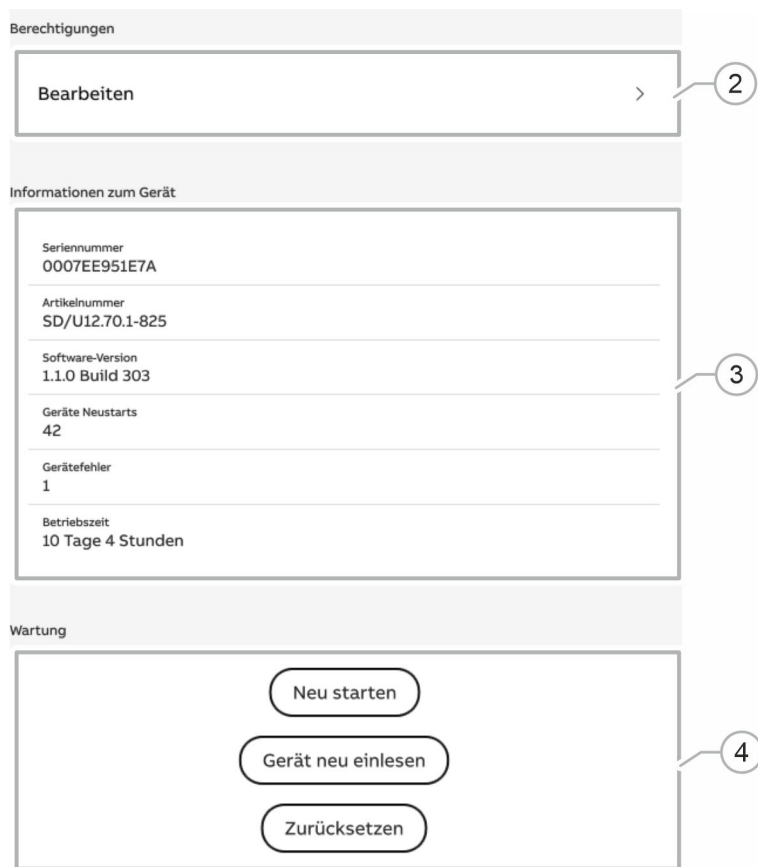 Berechtigungen
Bearbeiten
2
Informationen zum Gerät
Seriennummer
0007EE951E7A
Artikelnummer
SD/U12.70.1-825
Software-Version
1.1.0 Build 303
3
Geräte Neustarts
42
Gerätefehler
1
Betriebszeit
10 Tage 4 Stunden
Wartung
Neu starten
Gerät neu einlesen
4
Zurücksetzen